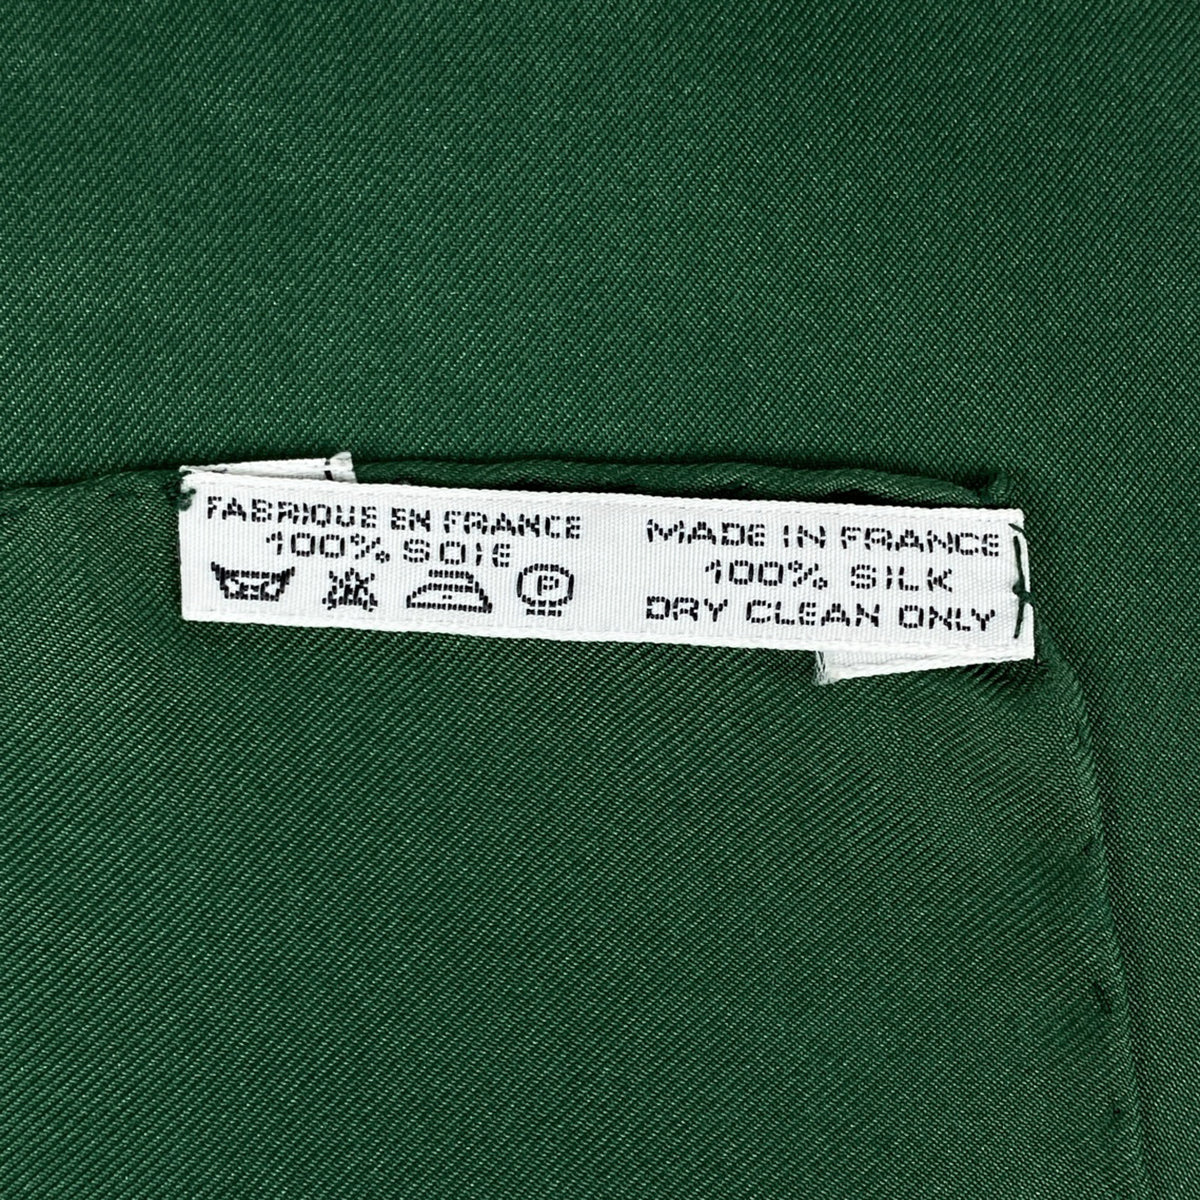 FABRIQUE EN FRANCE
100% SOIE
P
MADE IN FRANCE
100% SILK
DRY CLEAN ONLY